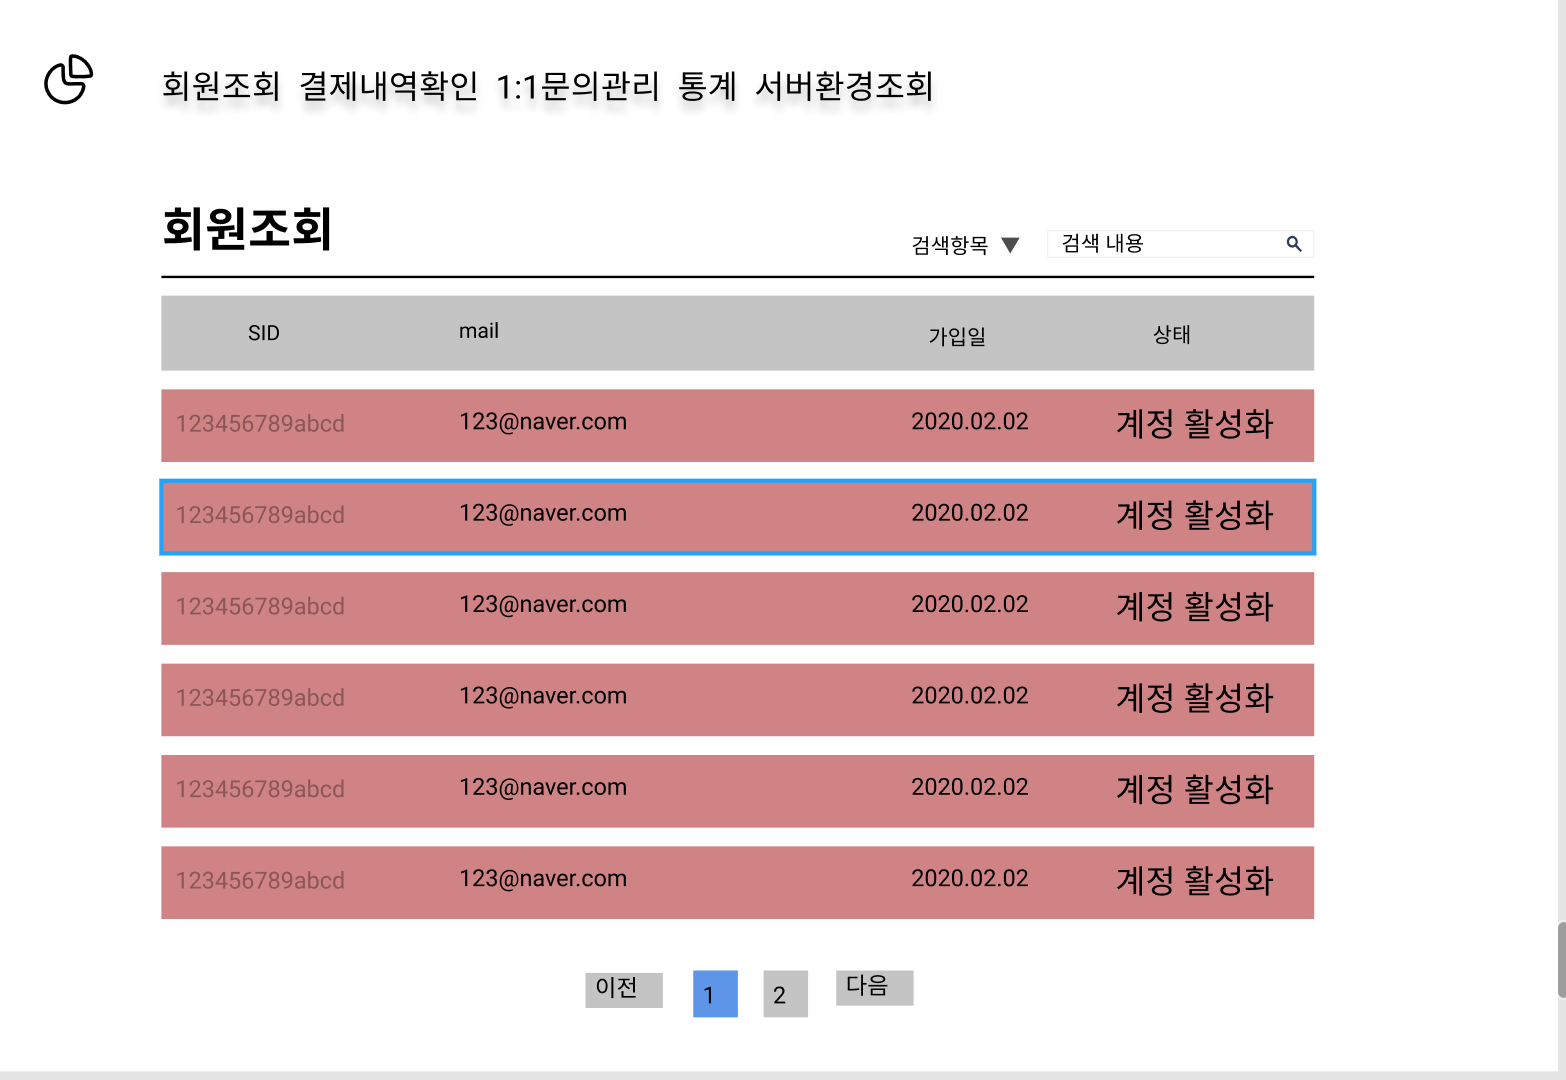 회원조회 결제내역확인 1:1문의관리 통계 서버환경조회
회원조회
검색항목 ▼ 검색 내용
SID mail 가입일 상태
123456789abcd 123@naver.com 2020.02.02 계정 활성화
123456789abcd 123@naver.com 2020.02.02 계정 활성화
123456789abcd 123@naver.com 2020.02.02 계정 활성화
123456789abcd 123@naver.com 2020.02.02 계정 활성화
123456789abcd 123@naver.com 2020.02.02 계정 활성화
123456789abcd 123@naver.com 2020.02.02 계정 활성화
이전 1 2 다음